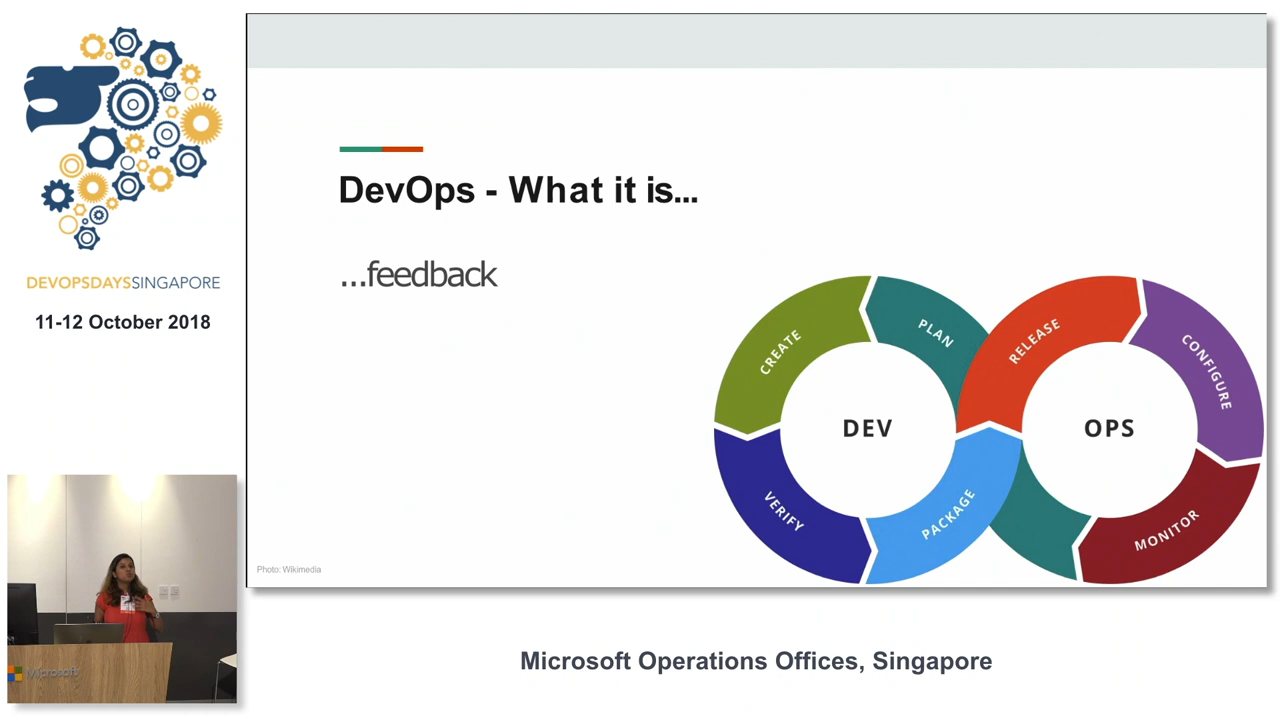 DEVOPSDAYSSINGAPORE
11-12 October 2018
DevOps - What it is...
...feedback
CREATE
PLAN
RELEASE
CONFIGURE
DEV
OPS
VERIFY
PACKAGE
MONITOR
Photo: Wikimedia
Microsoft
Microsoft Operations Offices, Singapore